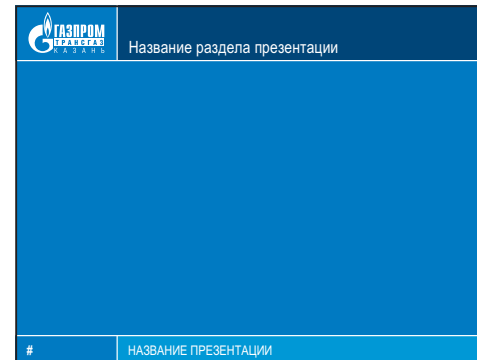 ГАЗПРОМ
ТРАНСГАЗ
КАЗАНЬ
Название раздела презентации
#
НАЗВАНИЕ ПРЕЗЕНТАЦИИ